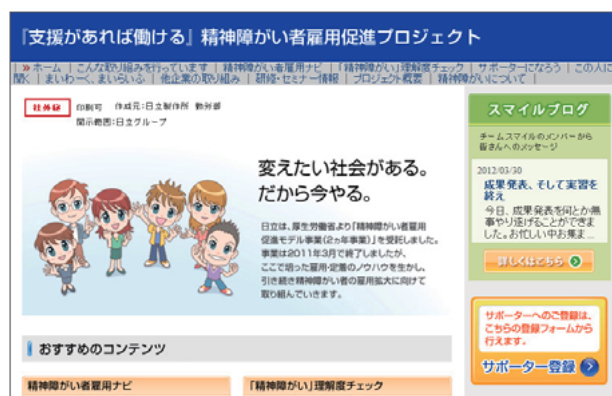 『支援があれば働ける』精神障がい者雇用促進プロジェクト
| » ホーム | こんな取り組みを行っています | 精神障がい者雇用ナビ | 「精神障がい」理解度チェック | サポーターになろう | この人に
聞く | まいわーく、まいらいふ | 他企業の取り組み | 研修・セミナー情報 | プロジェクト概要 | 精神障がいについて |
社外秘 印刷可 作成元:日立製作所 勤労部
開示範囲:日立グループ
変えたい社会がある。
だから今やる。
日立は、厚生労働省より「精神障がい者雇用
促進モデル事業(2ヵ年事業)」を受託しました。
事業は2011年3月で終了しましたが、
ここで培った雇用・定着のノウハウを生かし、
引き続き精神障がい者の雇用拡大に向けて
取り組んでいきます。
おすすめのコンテンツ
精神障がい者雇用ナビ
「精神障がい」理解度チェック
スマイルブログ
チームスマイルのメンバーから
皆さんへのメッセージ
2012/03/30
成果発表、そして実習を
終え
今日、成果発表を何とか無
事やり遂げることができま
した。お忙しい中お集ま...
詳しくはこちら
サポーターへのご登録は、
こちらの登録フォームから
行えます。
サポーター登録